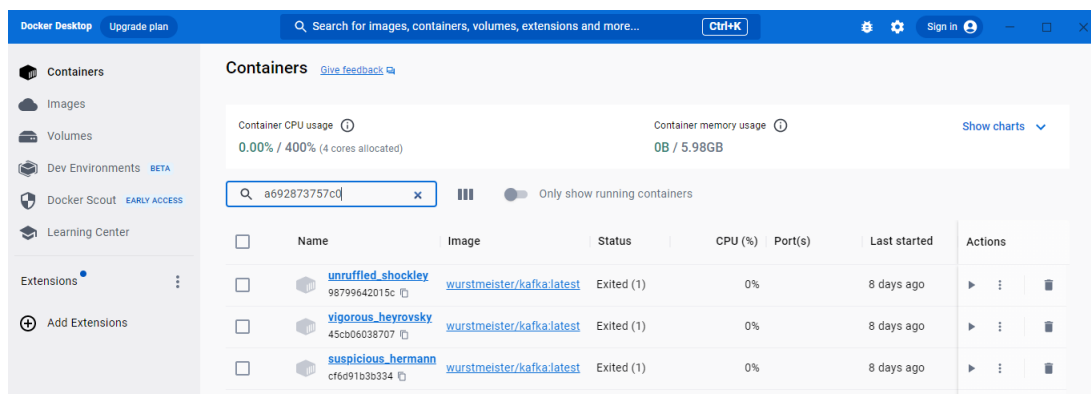 Docker Desktop Upgrade plan Search for images, containers, volumes, extensions and more... Ctrl+K Sign in
Containers
Images
Volumes
Dev Environments BETA
Docker Scout EARLY ACCESS
Learning Center
Extensions
Add Extensions
Containers Give feedback
Container CPU usage
0.00% / 400% (4 cores allocated)
Container memory usage
0B / 5.98GB
Show charts
a692873757c0
Only show running containers
Name Image Status CPU (%) Port(s) Last started Actions
unruffled_shockley wurstmeister/kafka:latest Exited (1) 0% 8 days ago
98799642015c
vigorous_heyrovsky wurstmeister/kafka:latest Exited (1) 0% 8 days ago
45cb06038707
suspicious_hermann wurstmeister/kafka:latest Exited (1) 0% 8 days ago
cf6d91b3b334